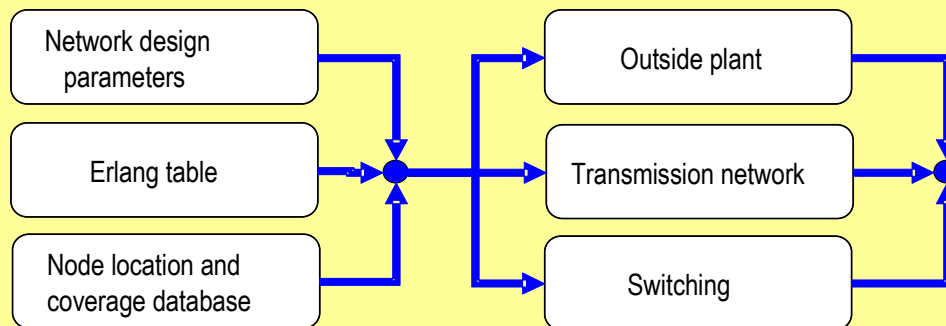 Network design
parameters
Erlang table
Node location and
coverage database
Outside plant
Transmission network
Switching